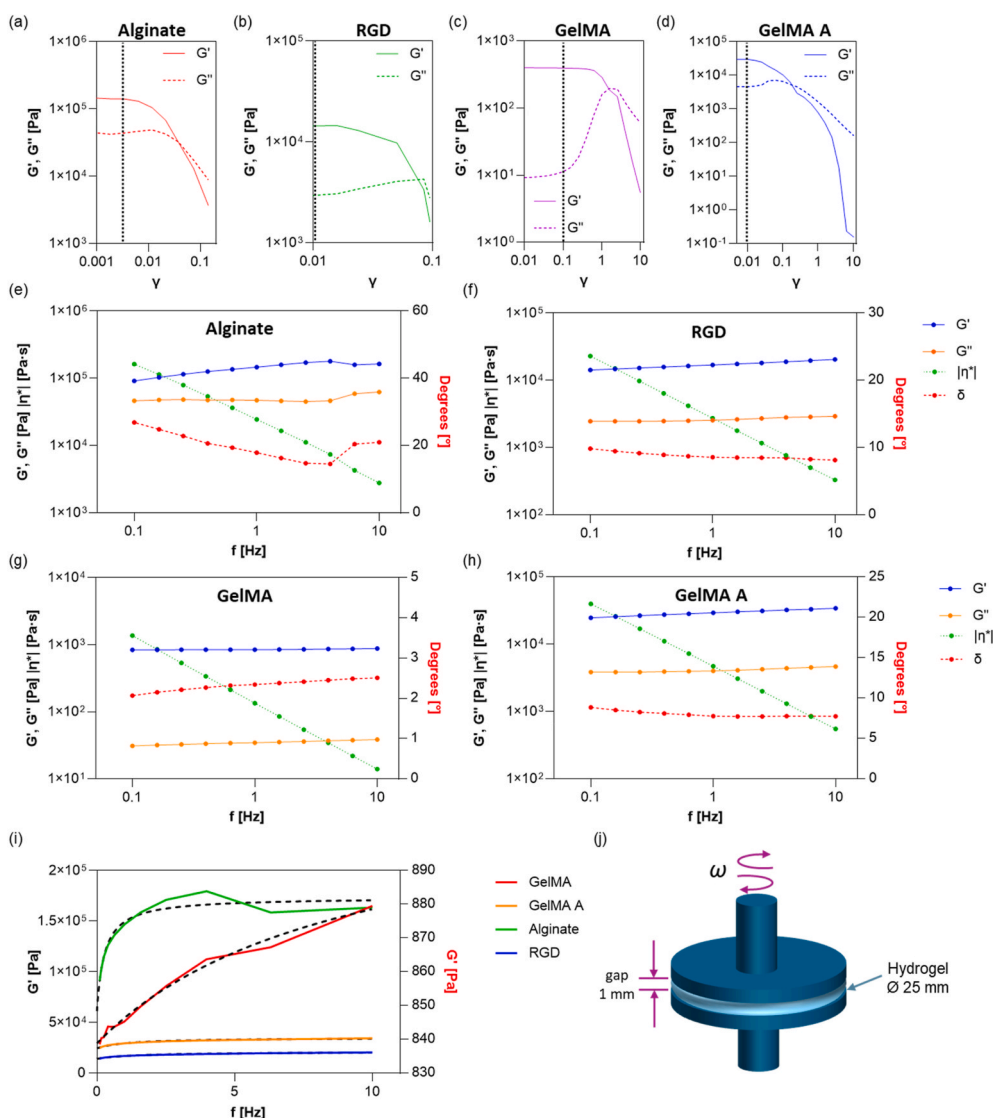 (a)
Alginate
1×10⁶
1×10⁵
1×10⁴
1×10³
G', G'' [Pa]
G'
G''
0.001
0.01
0.1
γ
(b)
RGD
1×10⁵
1×10⁴
1×10³
G', G'' [Pa]
G'
G''
0.01
0.1
γ
(c)
GelMA
1×10³
1×10²
1×10¹
1×10⁰
G', G'' [Pa]
G'
G''
0.01
0.1
1
10
γ
(d)
GelMA A
1×10⁵
1×10⁴
1×10³
1×10²
1×10¹
1×10⁰
1×10⁻¹
G', G'' [Pa]
G'
G''
0.01
0.1
1
10
γ
(e)
Alginate
1×10⁶
1×10⁵
1×10⁴
1×10³
G', G'' [Pa] |η*| [Pa·s]
60
40
20
0
Degrees [°]
0.1
1
10
f [Hz]
(f)
RGD
1×10⁵
1×10⁴
1×10³
1×10²
G', G'' [Pa] |η*| [Pa·s]
30
20
10
0
Degrees [°]
0.1
1
10
f [Hz]
G'
G''
|η*|
δ
(g)
GelMA
1×10⁴
1×10³
1×10²
1×10¹
G', G'' [Pa] |η*| [Pa·s]
5
4
3
2
1
0
Degrees [°]
0.1
1
10
f [Hz]
(h)
GelMA A
1×10⁵
1×10⁴
1×10³
1×10²
G', G'' [Pa] |η*| [Pa·s]
25
20
15
10
5
0
Degrees [°]
0.1
1
10
f [Hz]
G'
G''
|η*|
δ
(i)
2×10⁵
1.5×10⁵
1×10⁵
5×10⁴
0
G' [Pa]
890
880
870
860
850
840
830
G' [Pa]
0
5
10
f [Hz]
GelMA
GelMA A
Alginate
RGD
(j)
ω
gap
1 mm
Hydrogel
Ø 25 mm